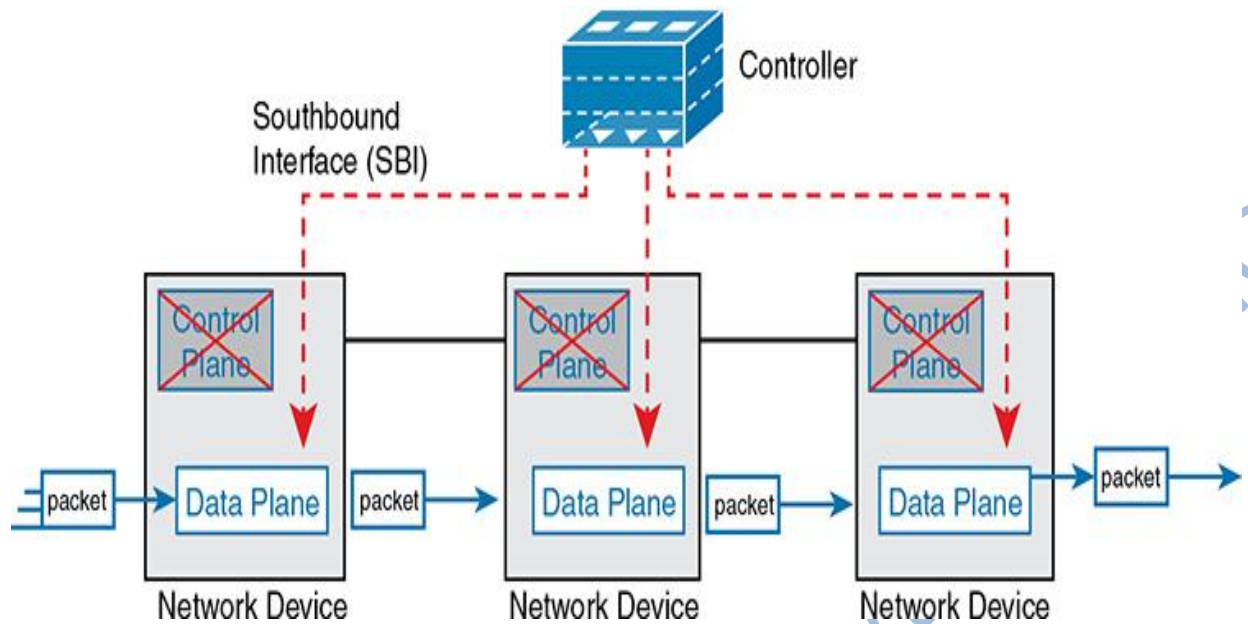 Controller
Southbound
Interface (SBI)
Control
Plane
Control
Plane
Control
Plane
packet
Data Plane
packet
Data Plane
packet
Data Plane
packet
Network Device
Network Device
Network Device